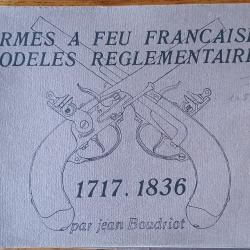 RMES A FEU FRANCAISE
ODELES REGLEMENTAIRE
1717.1836
par jean Boudriot